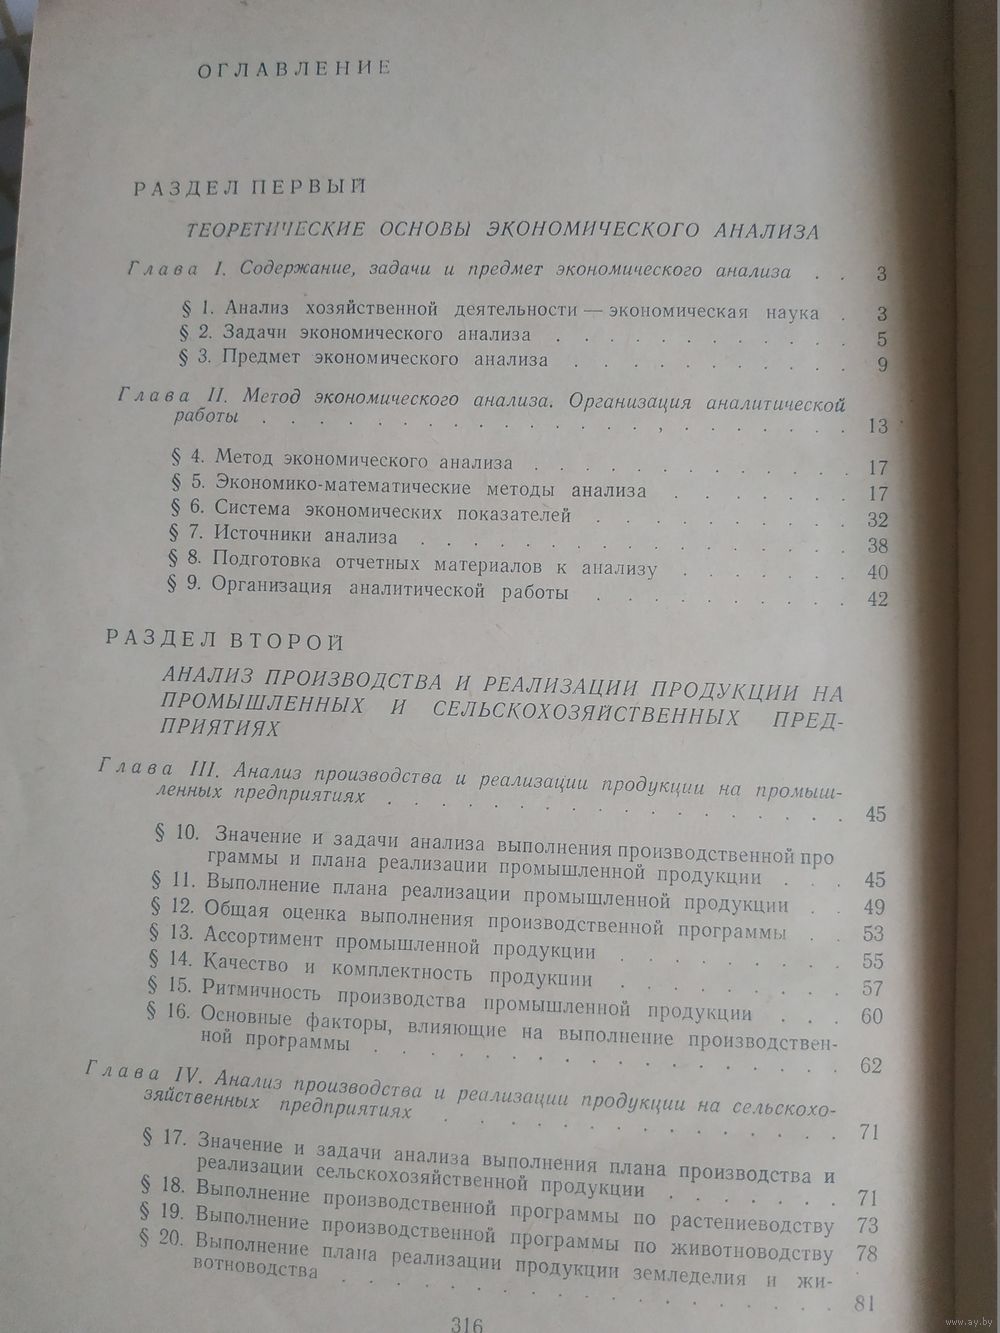 ОГЛАВЛЕНИЕ
РАЗДЕЛ ПЕРВЫЙ
ТЕОРЕТИЧЕСКИЕ ОСНОВЫ ЭКОНОМИЧЕСКОГО АНАЛИЗА
Глава I. Содержание, задачи и предмет экономического анализа . . 3
§ 1. Анализ хозяйственной деятельности — экономическая наука . 3
§ 2. Задачи экономического анализа . . . . . . . . . . . 5
§ 3. Предмет экономического анализа . . . . . . . . . . 9
Глава II. Метод экономического анализа. Организация аналитической
работы . . . . . . . . . . . . . . . . . . . . . 13
§ 4. Метод экономического анализа . . . . . . . . . . . 17
§ 5. Экономико-математические методы анализа . . . . . . 17
§ 6. Система экономических показателей . . . . . . . . . 32
§ 7. Источники анализа . . . . . . . . . . . . . . . 38
§ 8. Подготовка отчетных материалов к анализу . . . . . . 40
§ 9. Организация аналитической работы . . . . . . . . . 42
РАЗДЕЛ ВТОРОЙ
АНАЛИЗ ПРОИЗВОДСТВА И РЕАЛИЗАЦИИ ПРОДУКЦИИ НА
ПРОМЫШЛЕННЫХ И СЕЛЬСКОХОЗЯЙСТВЕННЫХ ПРЕД-
ПРИЯТИЯХ
Глава III. Анализ производства и реализации продукции на промыш-
ленных предприятиях . . . . . . . . . . . . . . . . 45
§ 10. Значение и задачи анализа выполнения производственной про
граммы и плана реализации промышленной продукции . . . 45
§ 11. Выполнение плана реализации промышленной продукции . . 49
§ 12. Общая оценка выполнения производственной программы . . 53
§ 13. Ассортимент промышленной продукции . . . . . . . . 55
§ 14. Качество и комплектность продукции . . . . . . . . 57
§ 15. Ритмичность производства промышленной продукции . . . 60
§ 16. Основные факторы, влияющие на выполнение производствен-
ной программы . . . . . . . . . . . . . . . . . 62
Глава IV. Анализ производства и реализации продукции на сельскохо-
зяйственных предприятиях . . . . . . . . . . . . . . 71
§ 17. Значение и задачи анализа выполнения плана производства и
реализации сельскохозяйственной продукции . . . . . . . 71
§ 18. Выполнение производственной программы по растениеводству 73
§ 19. Выполнение производственной программы по животноводству 78
§ 20. Выполнение плана реализации продукции земледелия и жи-
вотноводства . . . . . . . . . . . . . . . . . . 81
316
www.ay.by